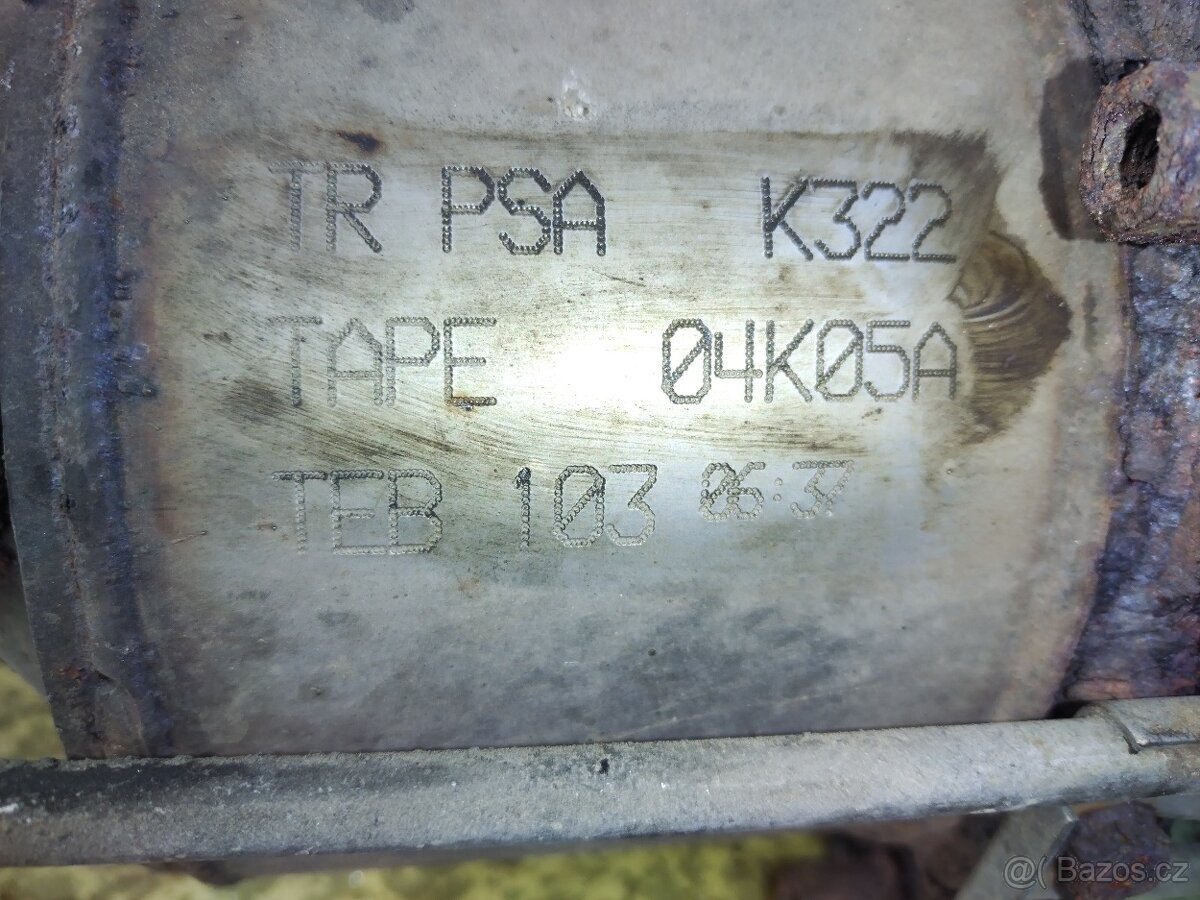 TR PSA K322
TAPE 04K05A
TEB 103 06:37
@( Bazos.cz